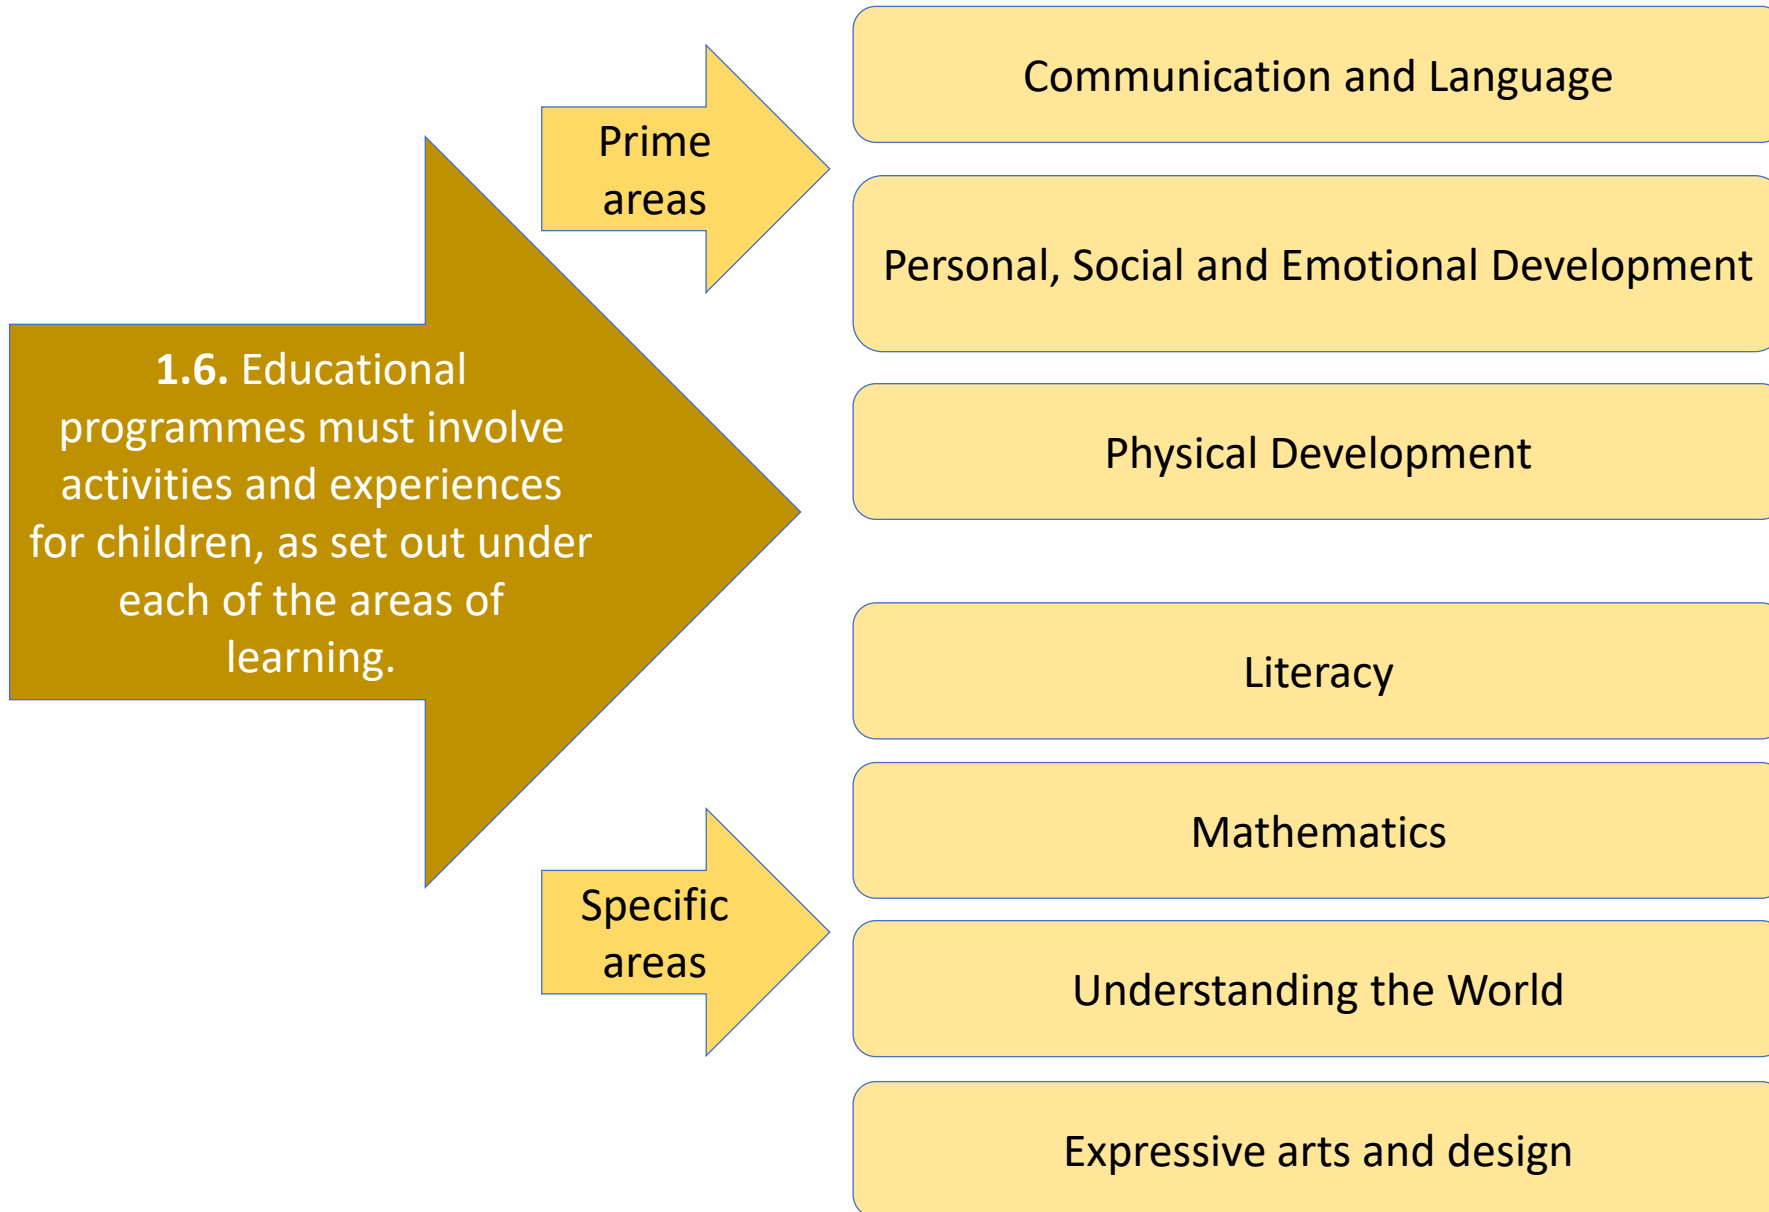 1.6. Educational
programmes must involve
activities and experiences
for children, as set out under
each of the areas of
learning.
Prime
areas
Communication and Language
Personal, Social and Emotional Development
Physical Development
Specific
areas
Literacy
Mathematics
Understanding the World
Expressive arts and design